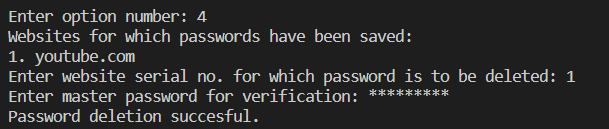 Enter option number: 4
Websites for which passwords have been saved:
1. youtube.com
Enter website serial no. for which password is to be deleted: 1
Enter master password for verification: *********
Password deletion succesful.